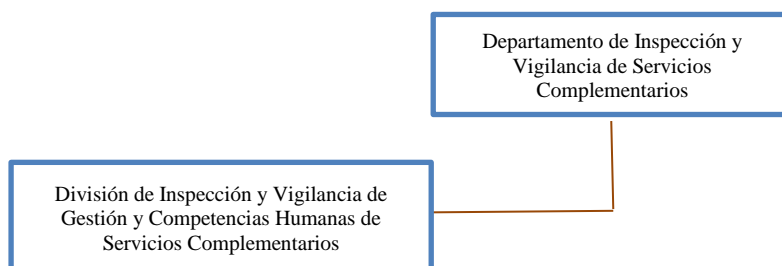 Departamento de Inspección y
Vigilancia de Servicios
Complementarios
División de Inspección y Vigilancia de
Gestión y Competencias Humanas de
Servicios Complementarios